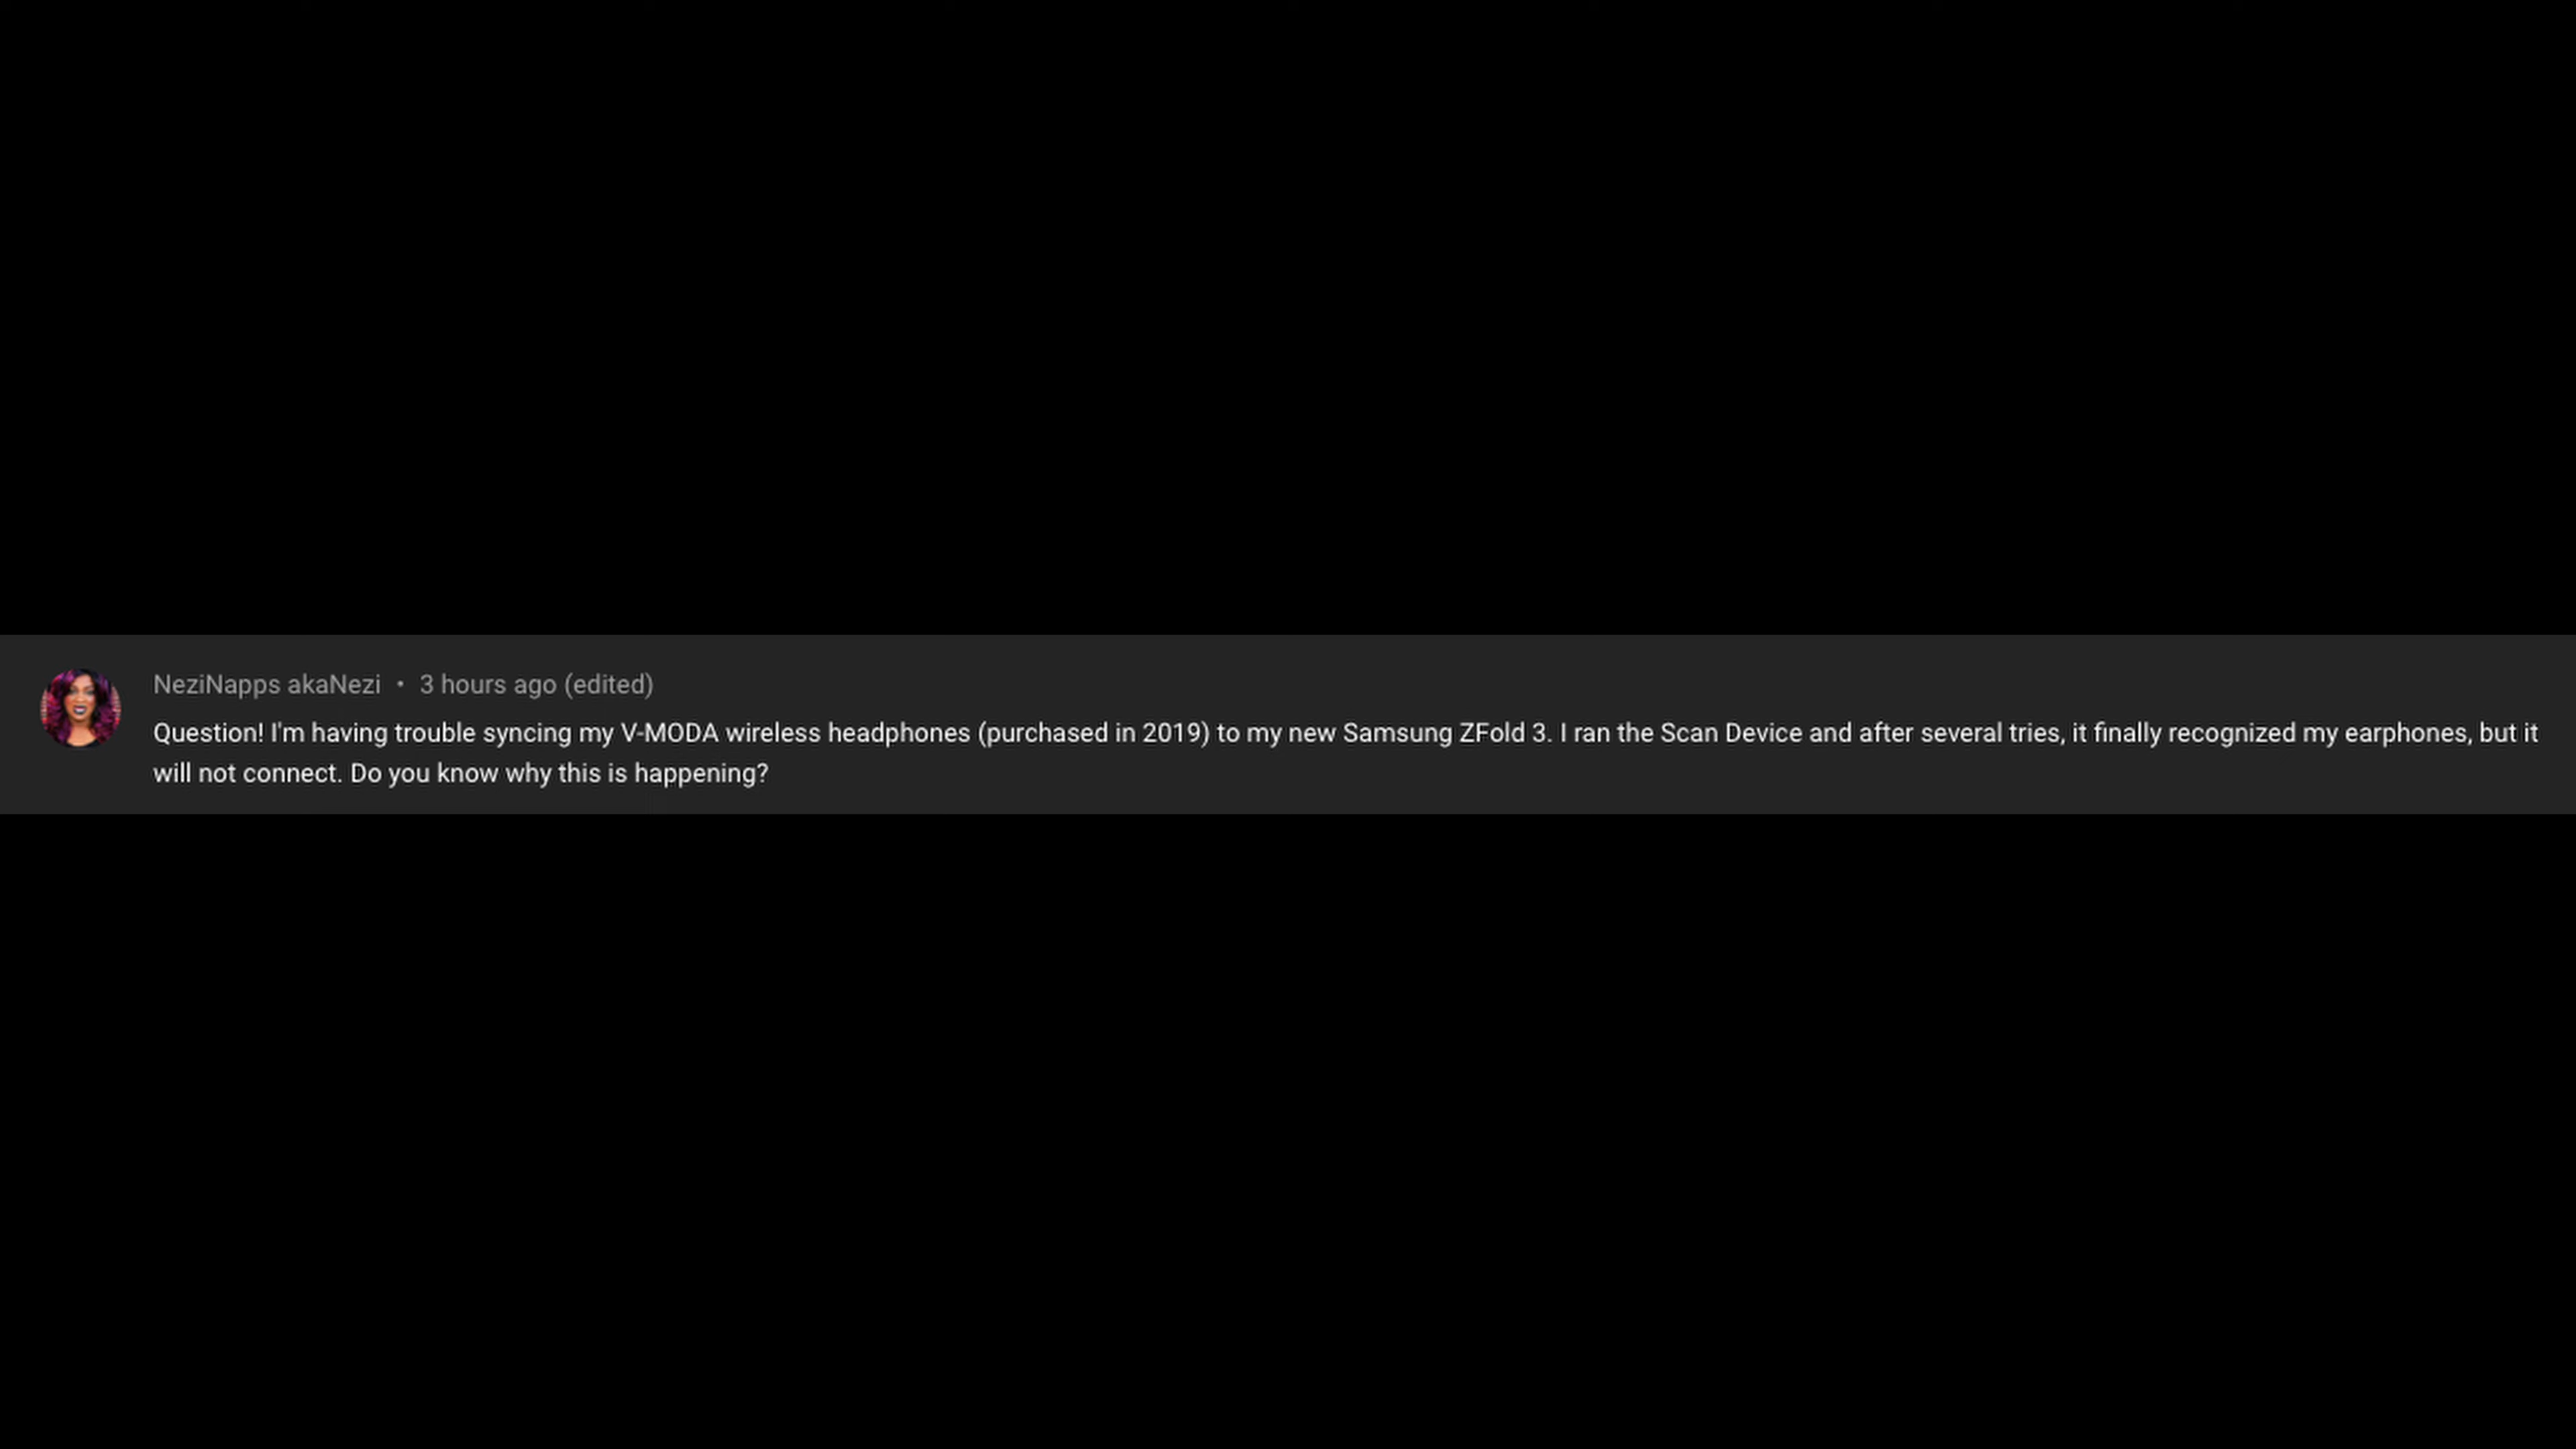 NeziNapps akaNezi • 3 hours ago (edited)
Question! I'm having trouble syncing my V-MODA wireless headphones (purchased in 2019) to my new Samsung ZFold 3. I ran the Scan Device and after several tries, it finally recognized my earphones, but it
will not connect. Do you know why this is happening?